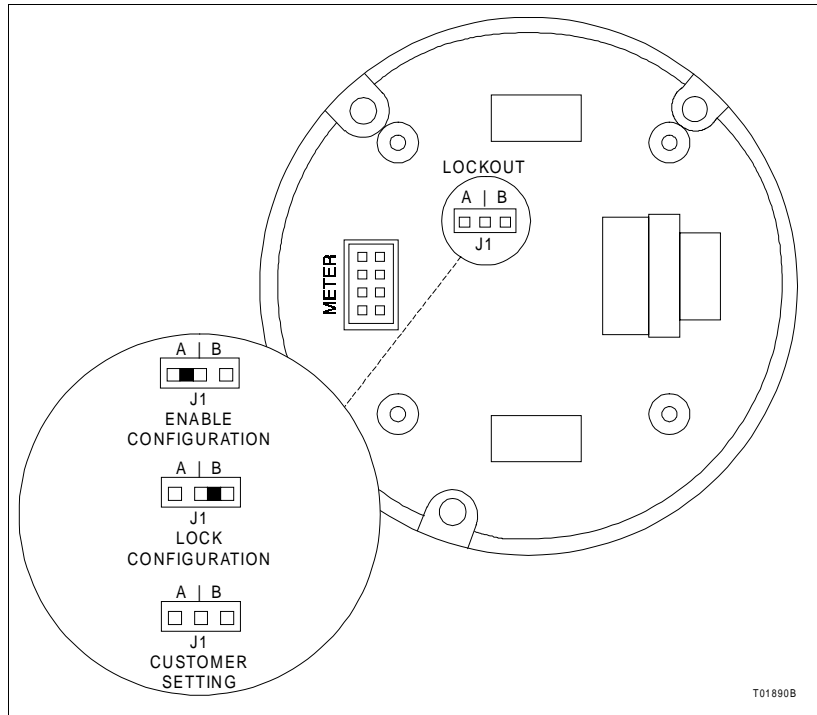 LOCKOUT
A | B
J1
METER
A | B
J1
ENABLE
CONFIGURATION
A | B
J1
LOCK
CONFIGURATION
A | B
J1
CUSTOMER
SETTING
T01890B